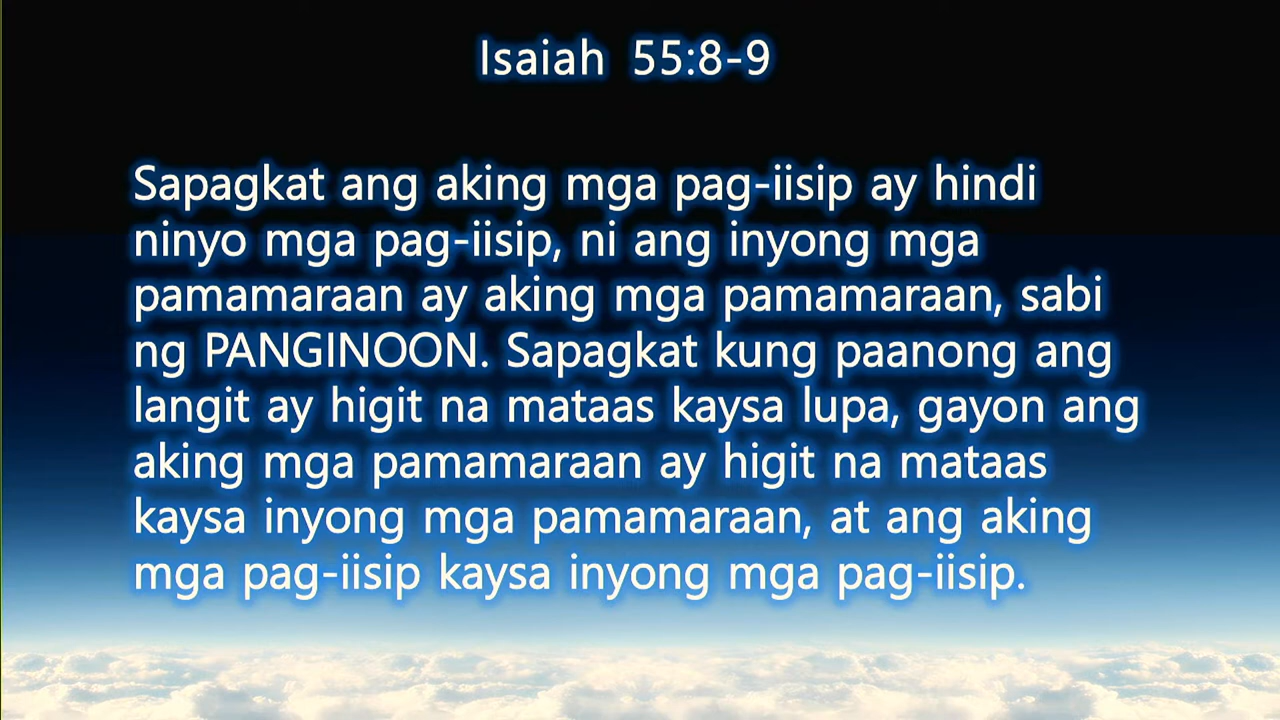 Isaiah 55:8-9
Sapagkat ang aking mga pag-iisip ay hindi
ninyo mga pag-iisip, ni ang inyong mga
pamamaraan ay aking mga pamamaraan, sabi
ng PANGINOON. Sapagkat kung paanong ang
langit ay higit na mataas kaysa lupa, gayon ang
aking mga pamamaraan ay higit na mataas
kaysa inyong mga pamamaraan, at ang aking
mga pag-iisip kaysa inyong mga pag-iisip.